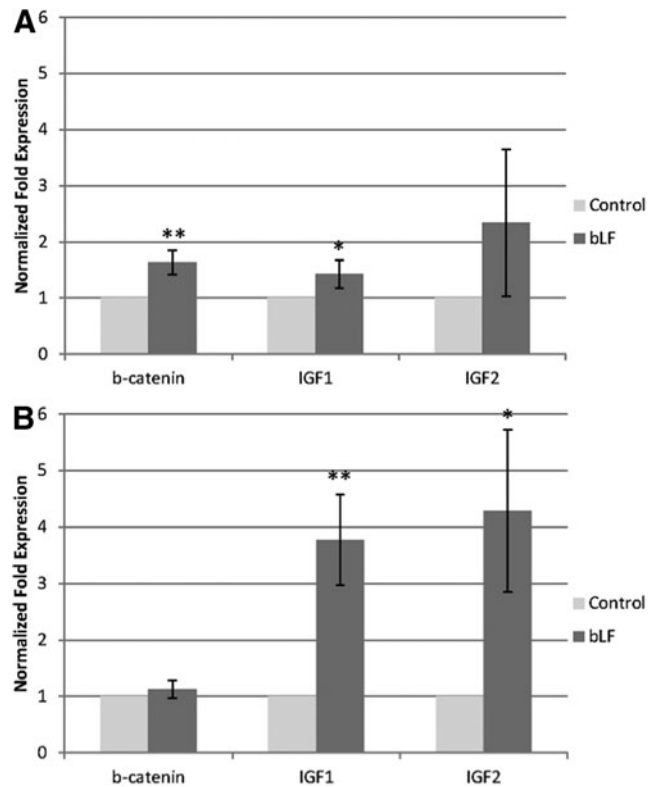 A
Normalized Fold Expression
6
5
4
3
2
1
0
**
*
b-catenin
IGF1
IGF2
Control
bLF
B
Normalized Fold Expression
6
5
4
3
2
1
0
**
*
b-catenin
IGF1
IGF2
Control
bLF